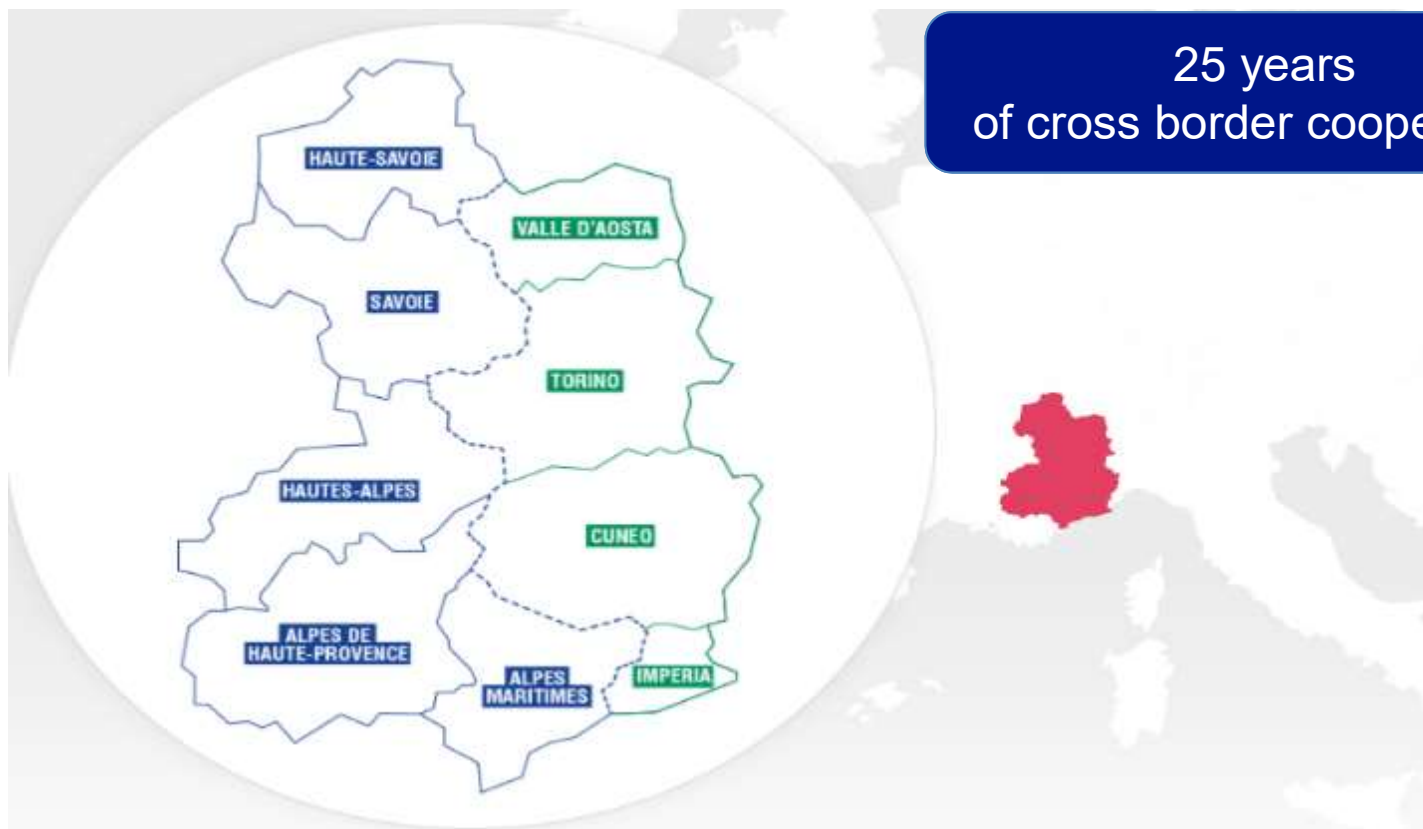 25 years
of cross border coope
HAUTE-SAVOIE
VALLE D'AOSTA
SAVOIE
TORINO
HAUTES-ALPES
CUNEO
ALPES DE
HAUTE-PROVENCE
ALPES
MARITIMES
IMPERIA